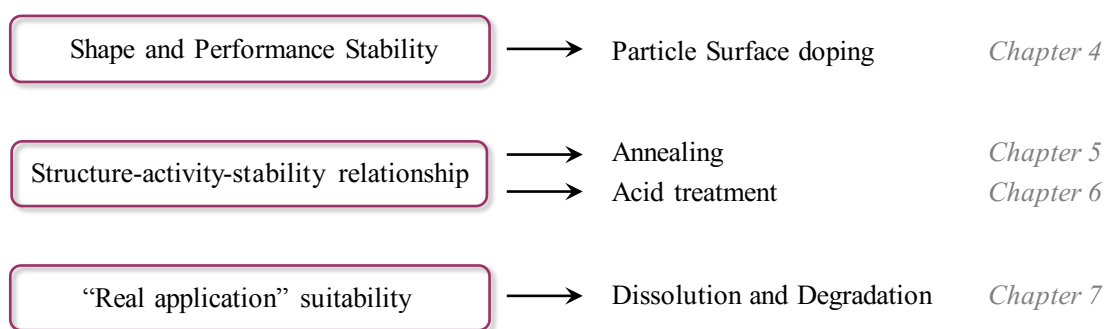 Shape and Performance Stability Particle Surface doping Chapter 4
Structure-activity-stability relationship Annealing Chapter 5
Acid treatment Chapter 6
“Real application” suitability Dissolution and Degradation Chapter 7